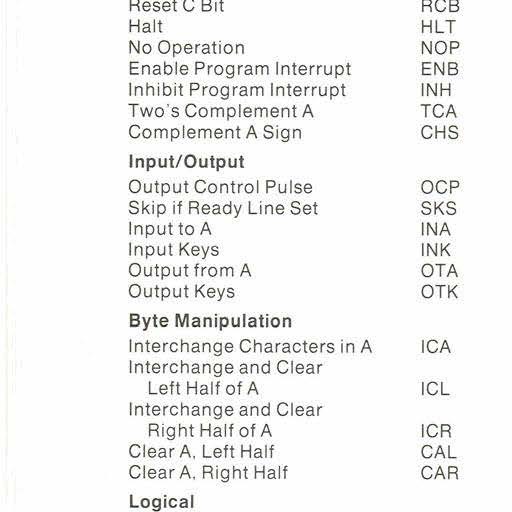 Reset C Bit RCB
Halt HLT
No Operation NOP
Enable Program Interrupt ENB
Inhibit Program Interrupt INH
Two's Complement A TCA
Complement A Sign CHS
Input/Output
Output Control Pulse OCP
Skip if Ready Line Set SKS
Input to A INA
Input Keys INK
Output from A OTA
Output Keys OTK
Byte Manipulation
Interchange Characters in A ICA
Interchange and Clear
Left Half of A ICL
Interchange and Clear
Right Half of A ICR
Clear A, Left Half CAL
Clear A, Right Half CAR
Logical